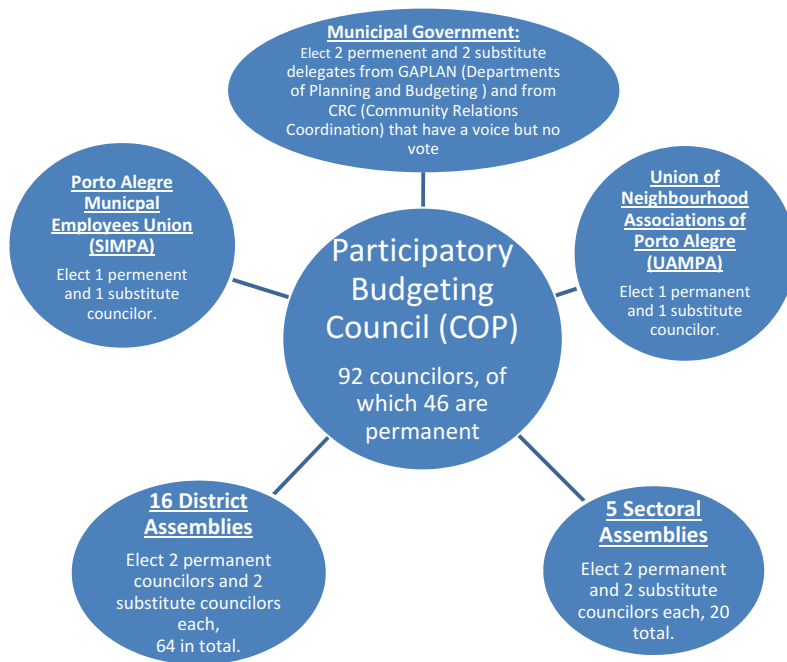 Municipal Government:
Elect 2 permenent and 2 substitute
delegates from GAPLAN (Departments
of Planning and Budgeting ) and from
CRC (Community Relations
Coordination) that have a voice but no
vote
Porto Alegre
Municpal
Employees Union
(SIMPA)
Elect 1 permenent
and 1 substitute
councilor.
Union of
Neighbourhood
Associations of
Porto Alegre
(UAMPA)
Elect 1 permanent
and 1 substitute
councilor.
Participatory
Budgeting
Council (COP)
92 councilors, of
which 46 are
permanent
16 District
Assemblies
Elect 2 permanent
councilors and 2
substitute councilors
each,
64 in total.
5 Sectoral
Assemblies
Elect 2 permanent
and 2 substitute
councilors each, 20
total.